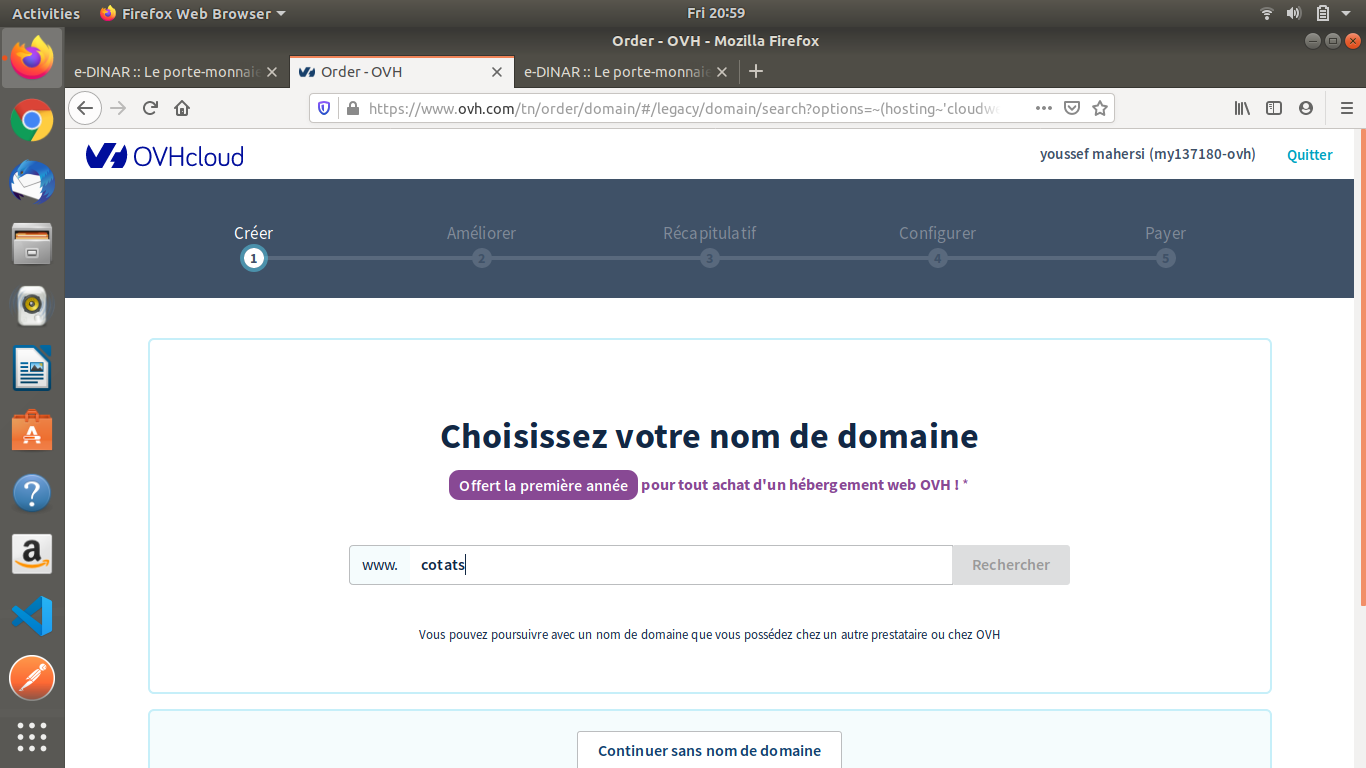 Activities Firefox Web Browser Fri 20:59
Order - OVH - Mozilla Firefox
e-DINAR :: Le porte-monnaie Order - OVH e-DINAR :: Le porte-monnaie
https://www.ovh.com/tn/order/domain/#/legacy/domain/search?options=~(hosting~'cloudwe
OVHcloud youssef mahersi (my137180-ovh) Quitter
Créer Améliorer Récapitulatif Configurer Payer
1 2 3 4 5
Choisissez votre nom de domaine
Offert la première année pour tout achat d'un hébergement web OVH ! *
www. cotats Rechercher
Vous pouvez poursuivre avec un nom de domaine que vous possédez chez un autre prestataire ou chez OVH
Continuer sans nom de domaine